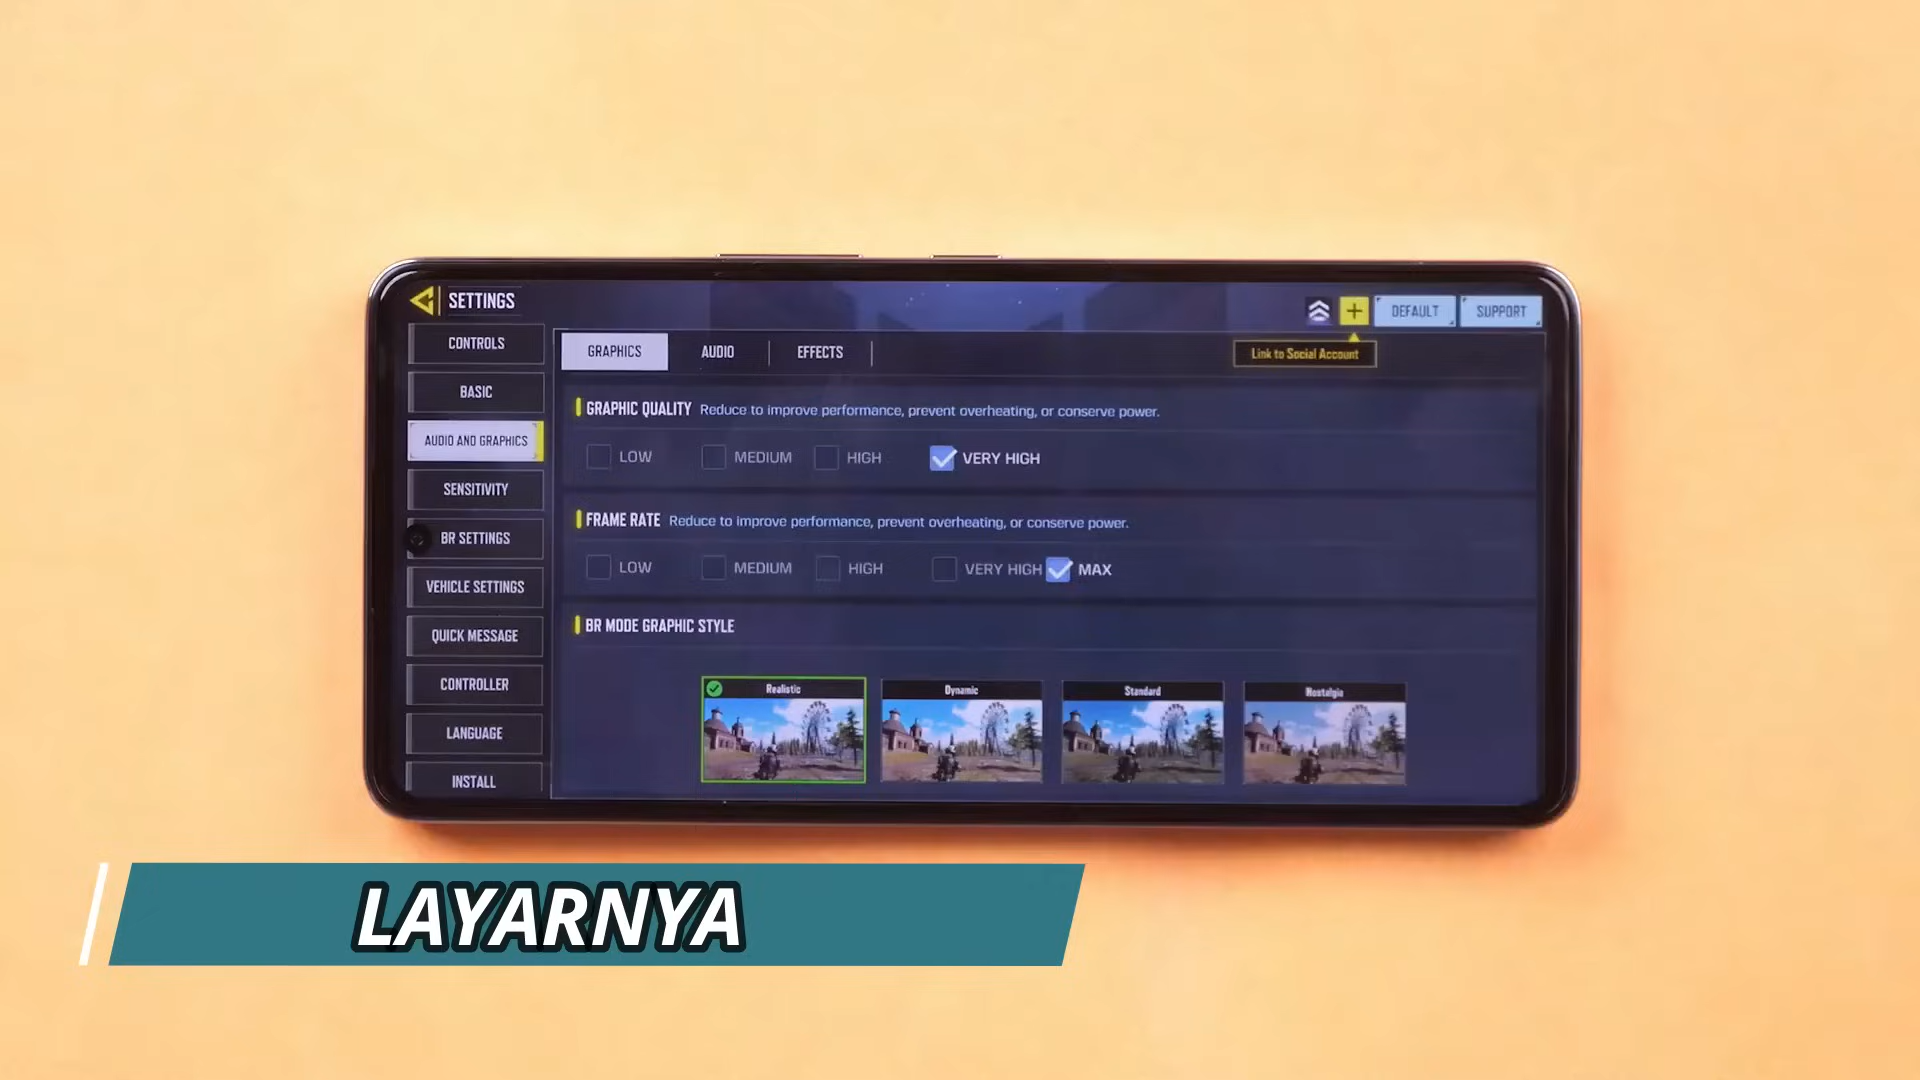 SETTINGS
DEFAULT
SUPPORT
Link to Social Account
CONTROLS
BASIC
AUDIO AND GRAPHICS
SENSITIVITY
BR SETTINGS
VEHICLE SETTINGS
QUICK MESSAGE
CONTROLLER
LANGUAGE
INSTALL
GRAPHICS AUDIO EFFECTS
GRAPHIC QUALITY Reduce to improve performance, prevent overheating, or conserve power.
LOW MEDIUM HIGH VERY HIGH
FRAME RATE Reduce to improve performance, prevent overheating, or conserve power.
LOW MEDIUM HIGH VERY HIGH MAX
BR MODE GRAPHIC STYLE
Realistic Dynamic Standard Nostalgia
LAYARNYA